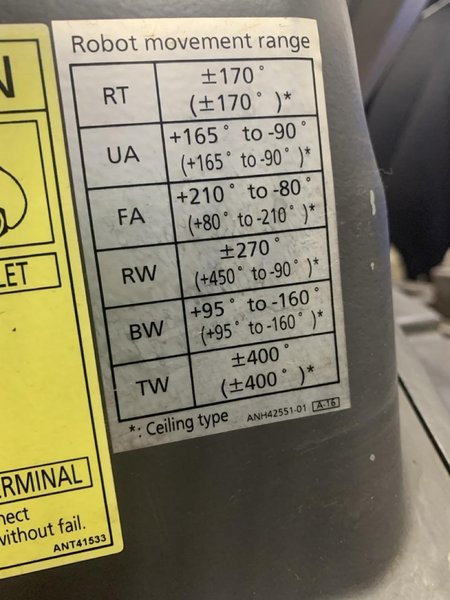 Robot movement range
RT
±170°
(±170° )*
UA
+165° to -90°
(+165° to -90° )*
FA
+210° to -80°
(+80° to -210° )*
RW
±270°
(+450° to -90° )*
BW
+95° to -160°
(+95° to -160° )*
TW
±400°
(±400° )*
*: Ceiling type ANH42551-01 A-16
N
LET
ERMINAL
nect
without fail.
ANT41533